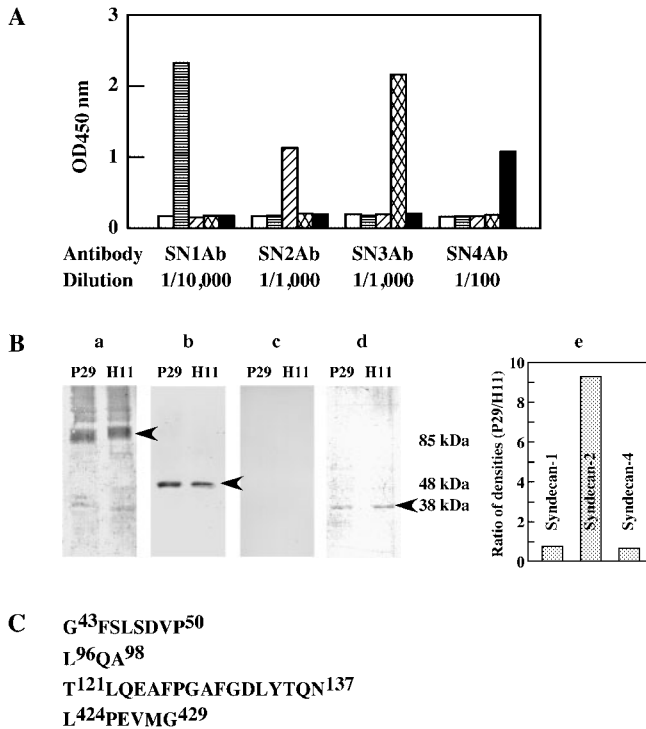 A
3
2
1
0
OD450 nm
Antibody SN1Ab SN2Ab SN3Ab SN4Ab
Dilution 1/10,000 1/1,000 1/1,000 1/100
B
a b c d e
P29 H11 P29 H11 P29 H11 P29 H11
85 kDa
48 kDa
38 kDa
Ratio of densities (P29/H11)
10
8
6
4
2
0
Syndecan-1
Syndecan-2
Syndecan-4
C
G43FSLSDVP50
L96QA98
T121LQEAFPGAFGDLYTQN137
L424PEVMG429